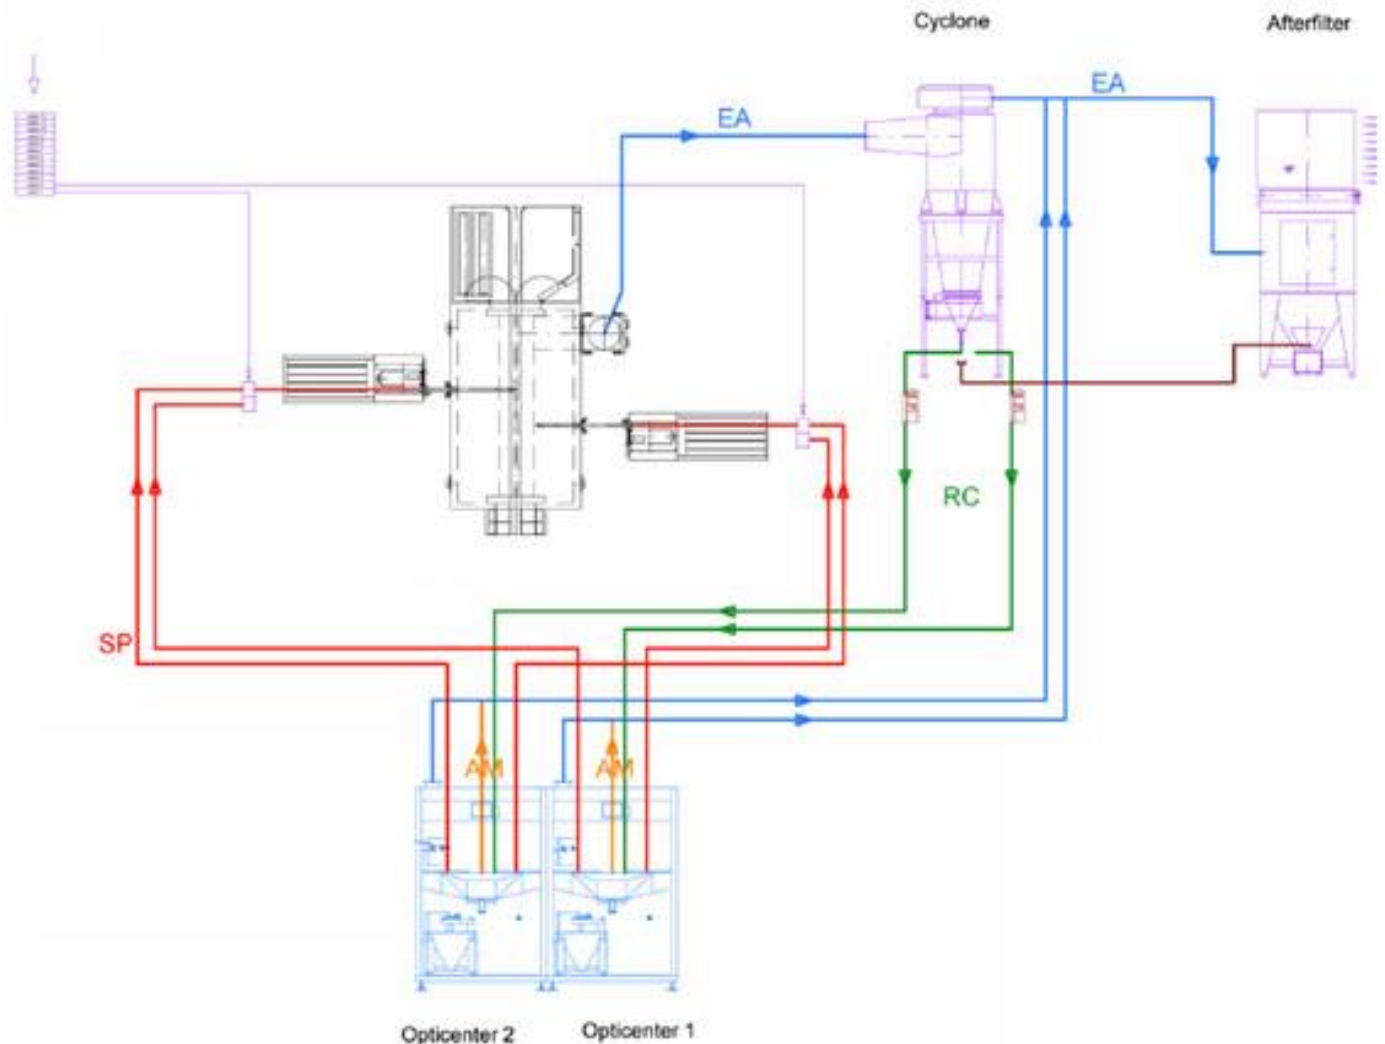 Cyclone
Afterfilter
EA
EA
RC
SP
AM
AM
Opticenter 2
Opticenter 1